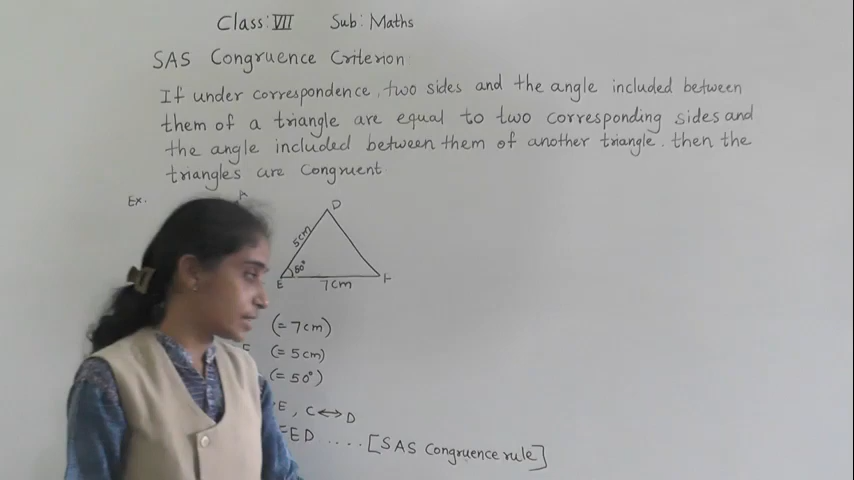 Class: VII Sub: Maths
SAS Congruence Criterion
If under correspondence, two sides and the angle included between
them of a triangle are equal to two corresponding sides and
the angle included between them of another triangle. then the
triangles are Congruent
Ex.
D
5cm
50°
E
7cm
(= 7cm)
(= 5cm)
(= 50°)
E, C↔D
ED .... [SAS Congruence rule]